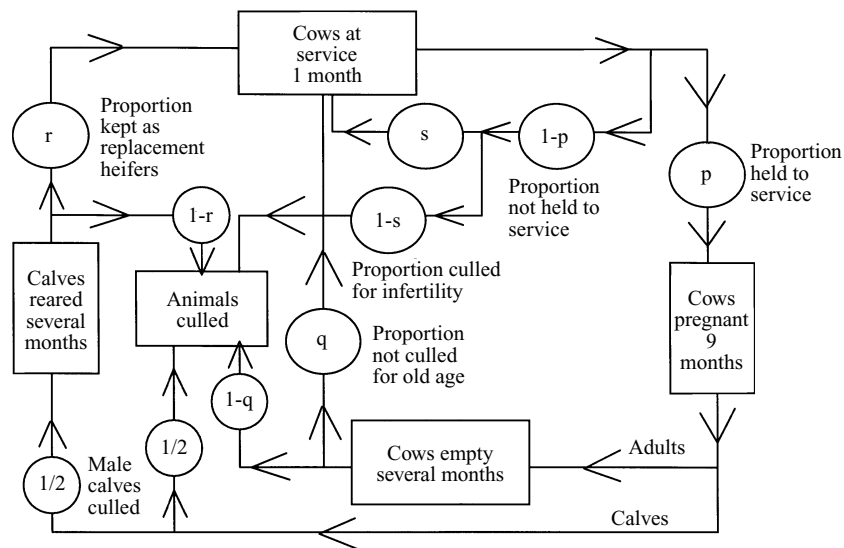 Cows at
service
1 month
r
Proportion
kept as
replacement
heifers
s
1-p
p
Proportion
held to
service
Proportion
not held to
service
1-r
1-s
Proportion culled
for infertility
Calves
reared
several
months
Animals
culled
q
Proportion
not culled
for old age
Cows
pregnant
9
months
1-q
1/2
Cows empty
several months
Adults
1/2
Male
calves
culled
Calves